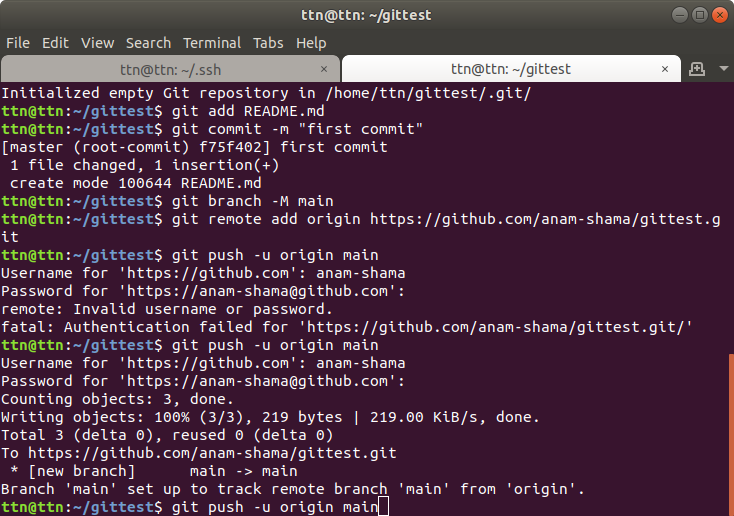 ttn@ttn: ~/gittest
File Edit View Search Terminal Tabs Help
ttn@ttn: ~/.ssh × ttn@ttn: ~/gittest ×
Initialized empty Git repository in /home/ttn/gittest/.git/
ttn@ttn:~/gittest$ git add README.md
ttn@ttn:~/gittest$ git commit -m "first commit"
[master (root-commit) f75f402] first commit
 1 file changed, 1 insertion(+)
 create mode 100644 README.md
ttn@ttn:~/gittest$ git branch -M main
ttn@ttn:~/gittest$ git remote add origin https://github.com/anam-shama/gittest.g
it
ttn@ttn:~/gittest$ git push -u origin main
Username for 'https://github.com': anam-shama
Password for 'https://anam-shama@github.com':
remote: Invalid username or password.
fatal: Authentication failed for 'https://github.com/anam-shama/gittest.git/'
ttn@ttn:~/gittest$ git push -u origin main
Username for 'https://github.com': anam-shama
Password for 'https://anam-shama@github.com':
Counting objects: 3, done.
Writing objects: 100% (3/3), 219 bytes | 219.00 KiB/s, done.
Total 3 (delta 0), reused 0 (delta 0)
To https://github.com/anam-shama/gittest.git
 * [new branch]      main -> main
Branch 'main' set up to track remote branch 'main' from 'origin'.
ttn@ttn:~/gittest$ git push -u origin main